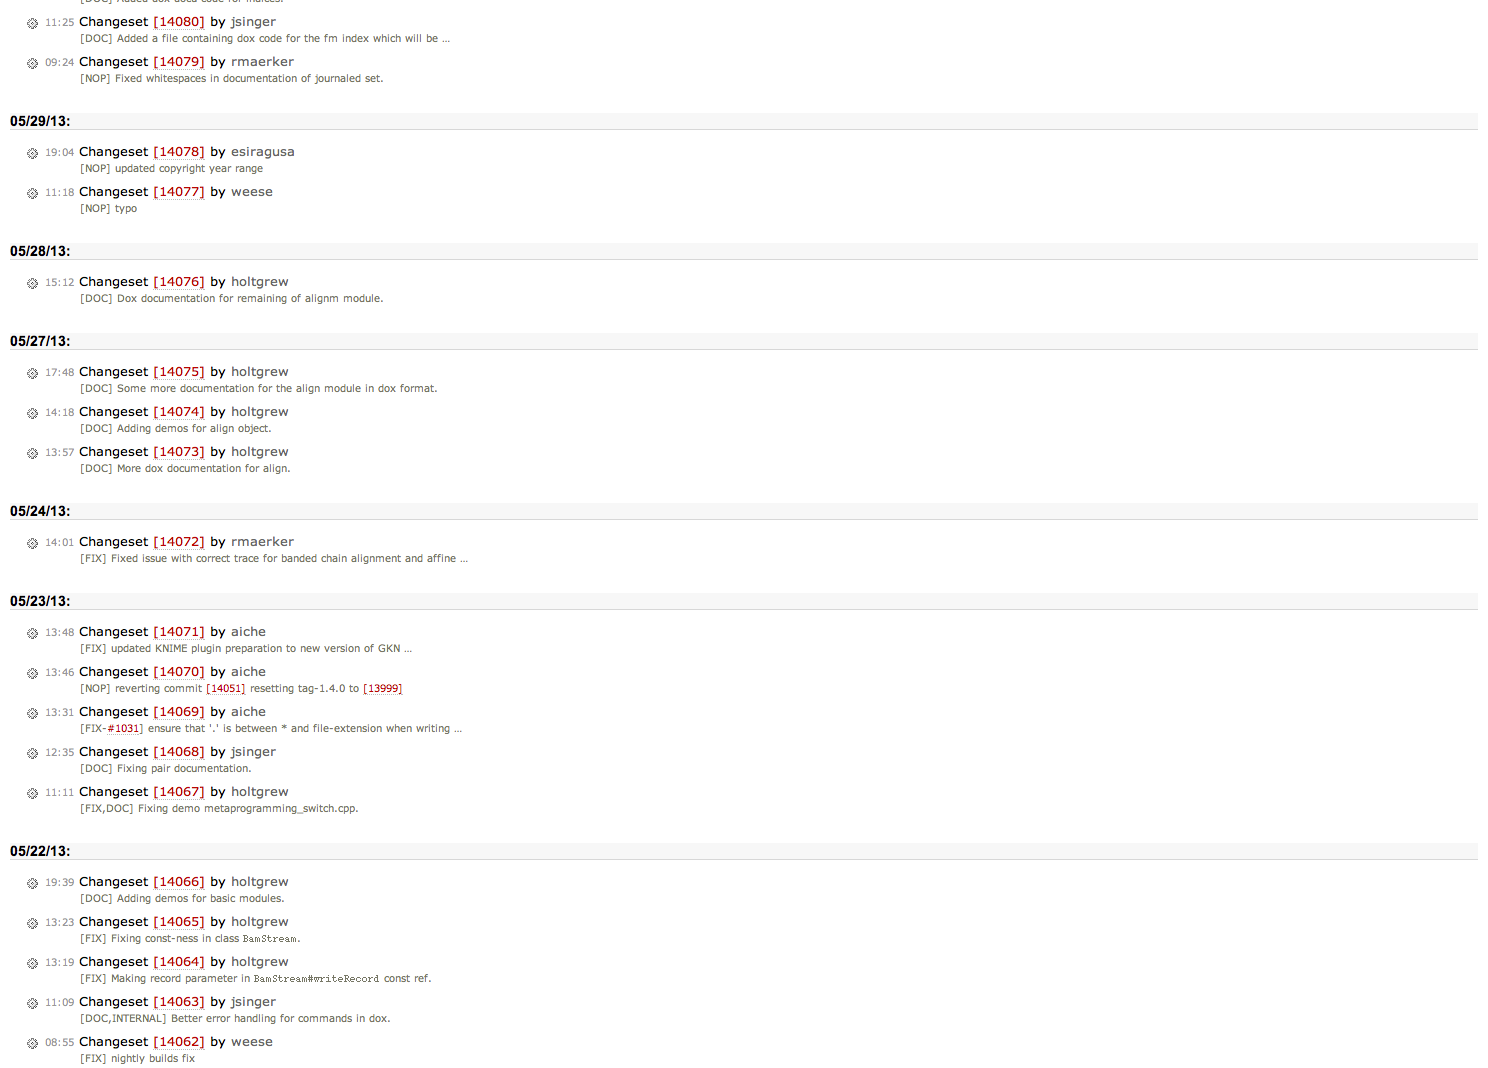 [DOC] Added dox doca code for indices.
11:25 Changeset [14080] by jsinger
[DOC] Added a file containing dox code for the fm index which will be …
09:24 Changeset [14079] by rmaerker
[NOP] Fixed whitespaces in documentation of journaled set.
05/29/13:
19:04 Changeset [14078] by esiragusa
[NOP] updated copyright year range
11:18 Changeset [14077] by weese
[NOP] typo
05/28/13:
15:12 Changeset [14076] by holtgrew
[DOC] Dox documentation for remaining of alignm module.
05/27/13:
17:48 Changeset [14075] by holtgrew
[DOC] Some more documentation for the align module in dox format.
14:18 Changeset [14074] by holtgrew
[DOC] Adding demos for align object.
13:57 Changeset [14073] by holtgrew
[DOC] More dox documentation for align.
05/24/13:
14:01 Changeset [14072] by rmaerker
[FIX] Fixed issue with correct trace for banded chain alignment and affine …
05/23/13:
13:48 Changeset [14071] by aiche
[FIX] updated KNIME plugin preparation to new version of GKN …
13:46 Changeset [14070] by aiche
[NOP] reverting commit [14051] resetting tag-1.4.0 to [13999]
13:31 Changeset [14069] by aiche
[FIX-#1031] ensure that '.' is between * and file-extension when writing …
12:35 Changeset [14068] by jsinger
[DOC] Fixing pair documentation.
11:11 Changeset [14067] by holtgrew
[FIX,DOC] Fixing demo metaprogramming_switch.cpp.
05/22/13:
19:39 Changeset [14066] by holtgrew
[DOC] Adding demos for basic modules.
13:23 Changeset [14065] by holtgrew
[FIX] Fixing const-ness in class BamStream.
13:19 Changeset [14064] by holtgrew
[FIX] Making record parameter in BamStream#writeRecord const ref.
11:09 Changeset [14063] by jsinger
[DOC,INTERNAL] Better error handling for commands in dox.
08:55 Changeset [14062] by weese
[FIX] nightly builds fix